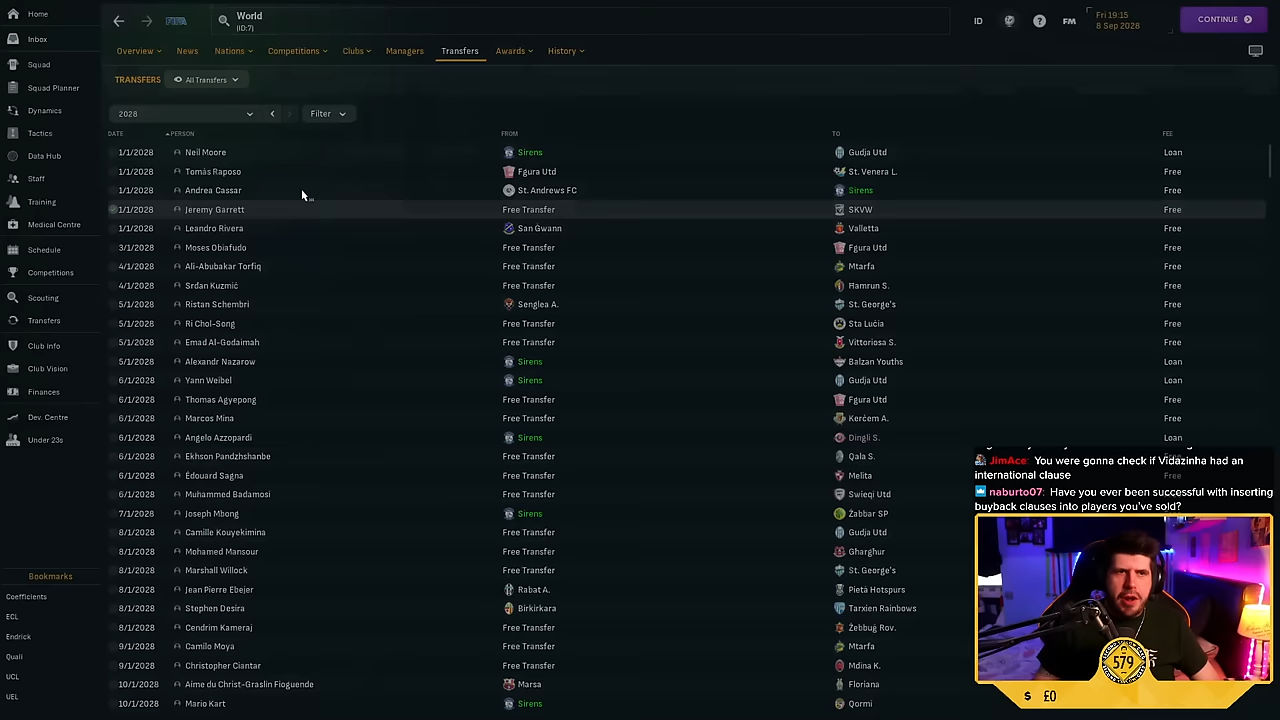 Home
World
(ID:7)
ID
FM
Fri 19:15
8 Sep 2028
CONTINUE
Inbox
Squad
Squad Planner
Dynamics
Tactics
Data Hub
Staff
Training
Medical Centre
Schedule
Competitions
Scouting
Transfers
Club Info
Club Vision
Finances
Dev. Centre
Under 23s
Bookmarks
Coefficients
ECL
Endrick
Quali
UCL
UEL
FIFA
Overview News Nations Competitions Clubs Managers Transfers Awards History
TRANSFERS All Transfers
2028 Filter
DATE PERSON FROM TO FEE
1/1/2028 Neil Moore Sirens Gudja Utd Loan
1/1/2028 Tomás Raposo Fgura Utd St. Venera L. Free
1/1/2028 Andrea Cassar St. Andrews FC Sirens Free
1/1/2028 Jeremy Garrett Free Transfer SKVW Free
1/1/2028 Leandro Rivera San Ġwann Valletta Free
3/1/2028 Moses Obiafudo Free Transfer Fgura Utd Free
4/1/2028 Ali-Abubakar Torfiq Free Transfer Mtarfa Free
4/1/2028 Srdan Kuzmić Free Transfer Ħamrun S. Free
5/1/2028 Ristan Schembri Senglea A. St. George's Free
5/1/2028 Ri Chol-Song Free Transfer Sta Luċia Free
5/1/2028 Emad Al-Godaimah Free Transfer Vittoriosa S. Free
5/1/2028 Alexandr Nazarow Sirens Balzan Youths Loan
6/1/2028 Yann Weibel Sirens Gudja Utd Free
6/1/2028 Thomas Agyepong Free Transfer Fgura Utd Free
6/1/2028 Marcos Mina Free Transfer Kerċem A. Free
6/1/2028 Angelo Azzopardi Sirens Dingli S. Loan
6/1/2028 Ekhson Pandzhshanbe Free Transfer Qala S. Free
6/1/2028 Édouard Sagna Free Transfer Melita Free
6/1/2028 Muhammed Badamosi Free Transfer Swieqi Utd
7/1/2028 Joseph Mbong Sirens Żabbar SP
8/1/2028 Camille Kouyekimina Free Transfer Gudja Utd
8/1/2028 Mohamed Mansour Free Transfer Għargħur
8/1/2028 Marshall Willock Free Transfer St. George's
8/1/2028 Jean Pierre Ebejer Rabat A. Pietà Hotspurs
8/1/2028 Stephen Desira Birkirkara Tarxien Rainbows
8/1/2028 Cendrim Kameraj Free Transfer Żebbuġ Rov.
9/1/2028 Camilo Moya Free Transfer Mtarfa
9/1/2028 Christopher Ciantar Free Transfer Mdina K.
10/1/2028 Aime du Christ-Graslin Fioguende Marsa Floriana
10/1/2028 Mario Kart Sirens Qormi
JimAce: You were gonna check if Vidazinha had an
international clause
naburto07: Have you ever been successful with inserting
buyback clauses into players you've sold?
579
$ £0